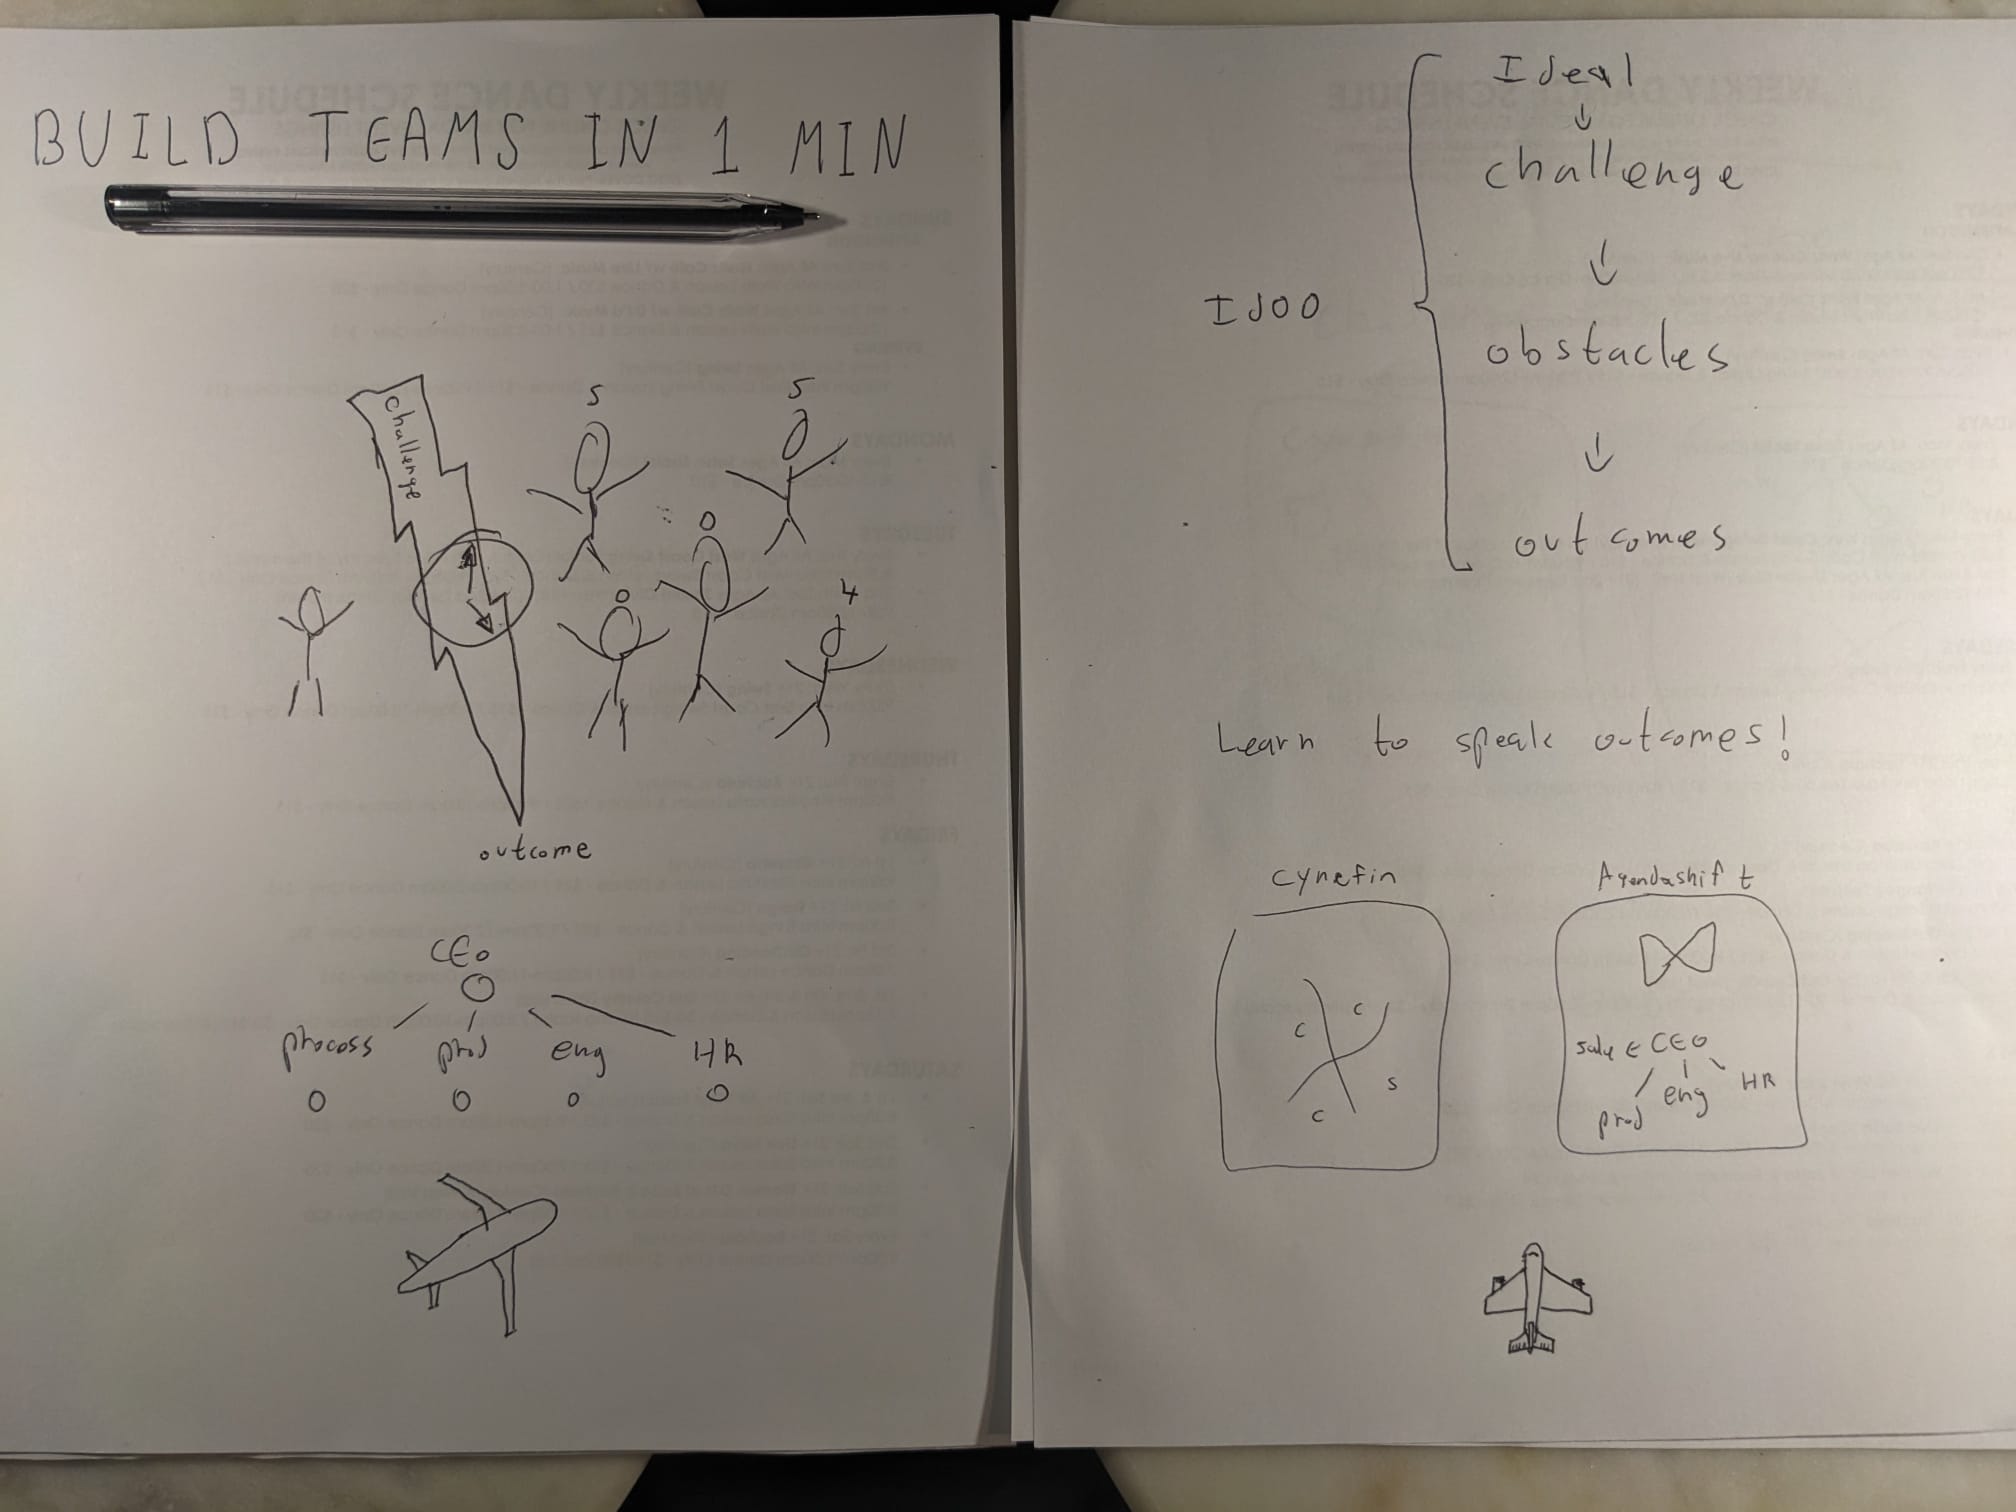 BUILD TEAMS IN 1 MIN
challenge
5
5
0
0
4
outcome
CEO
process
prod
eng
HR
Ideal
challenge
IJOO
obstacles
outcomes
Learn to speak outcomes!
cynefin
C
C
S
C
Agendashift
CEO
HR
eng
prod